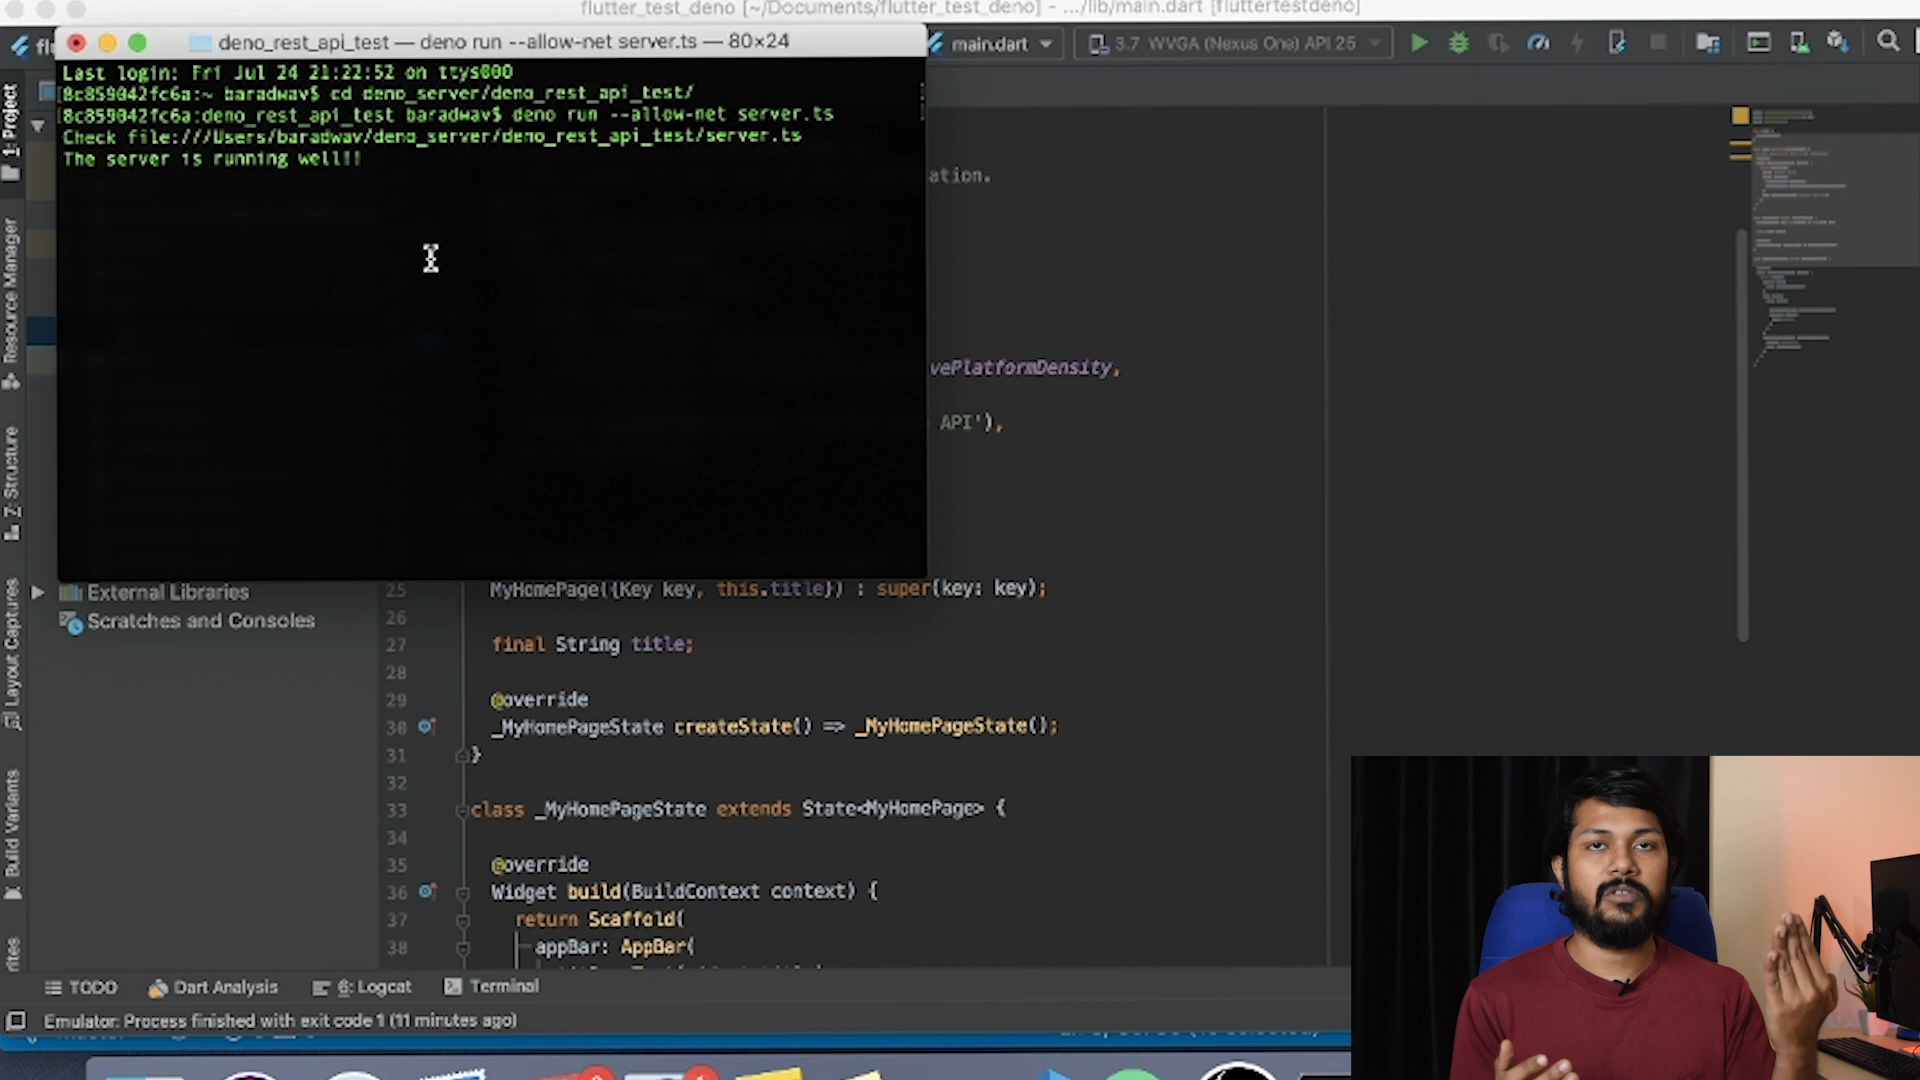 flutter_test_deno [~/Documents/flutter_test_deno] - .../lib/main.dart [fluttertestdeno]
deno_rest_api_test — deno run --allow-net server.ts — 80×24
main.dart
3.7 WVGA (Nexus One) API 25
Last login: Fri Jul 24 21:22:52 on ttys000
[8c859042fc6a:~ baradwav$ cd deno_server/deno_rest_api_test/
[8c859042fc6a:deno_rest_api_test baradwav$ deno run --allow-net server.ts
Check file:///Users/baradwav/deno_server/deno_rest_api_test/server.ts
The server is running well!!
ation.
vePlatformDensity,
API'),
1: Project
Resource Manager
Z: Structure
Layout Captures
Build Variants
rites
External Libraries
Scratches and Consoles
25 MyHomePage({Key key, this.title}) : super(key: key);
26
27 final String title;
28
29 @override
30 _MyHomePageState createState() => _MyHomePageState();
31 }
32
33 class _MyHomePageState extends State<MyHomePage> {
34
35 @override
36 Widget build(BuildContext context) {
37 return Scaffold(
38 appBar: AppBar(
TODO
Dart Analysis
6: Logcat
Terminal
Emulator: Process finished with exit code 1 (11 minutes ago)